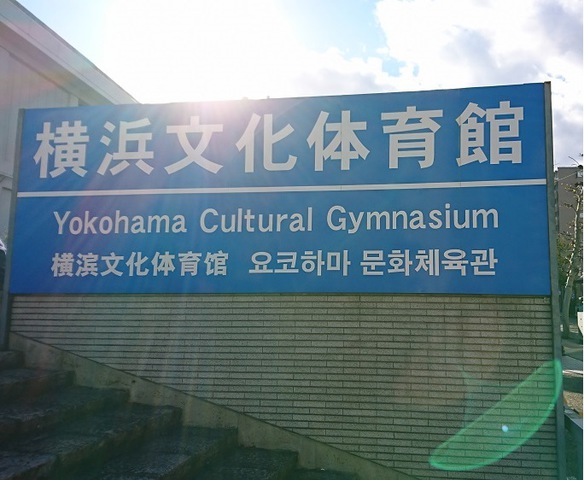 横浜文化体育館
Yokohama Cultural Gymnasium
横滨文化体育馆 요코하마 문화체육관